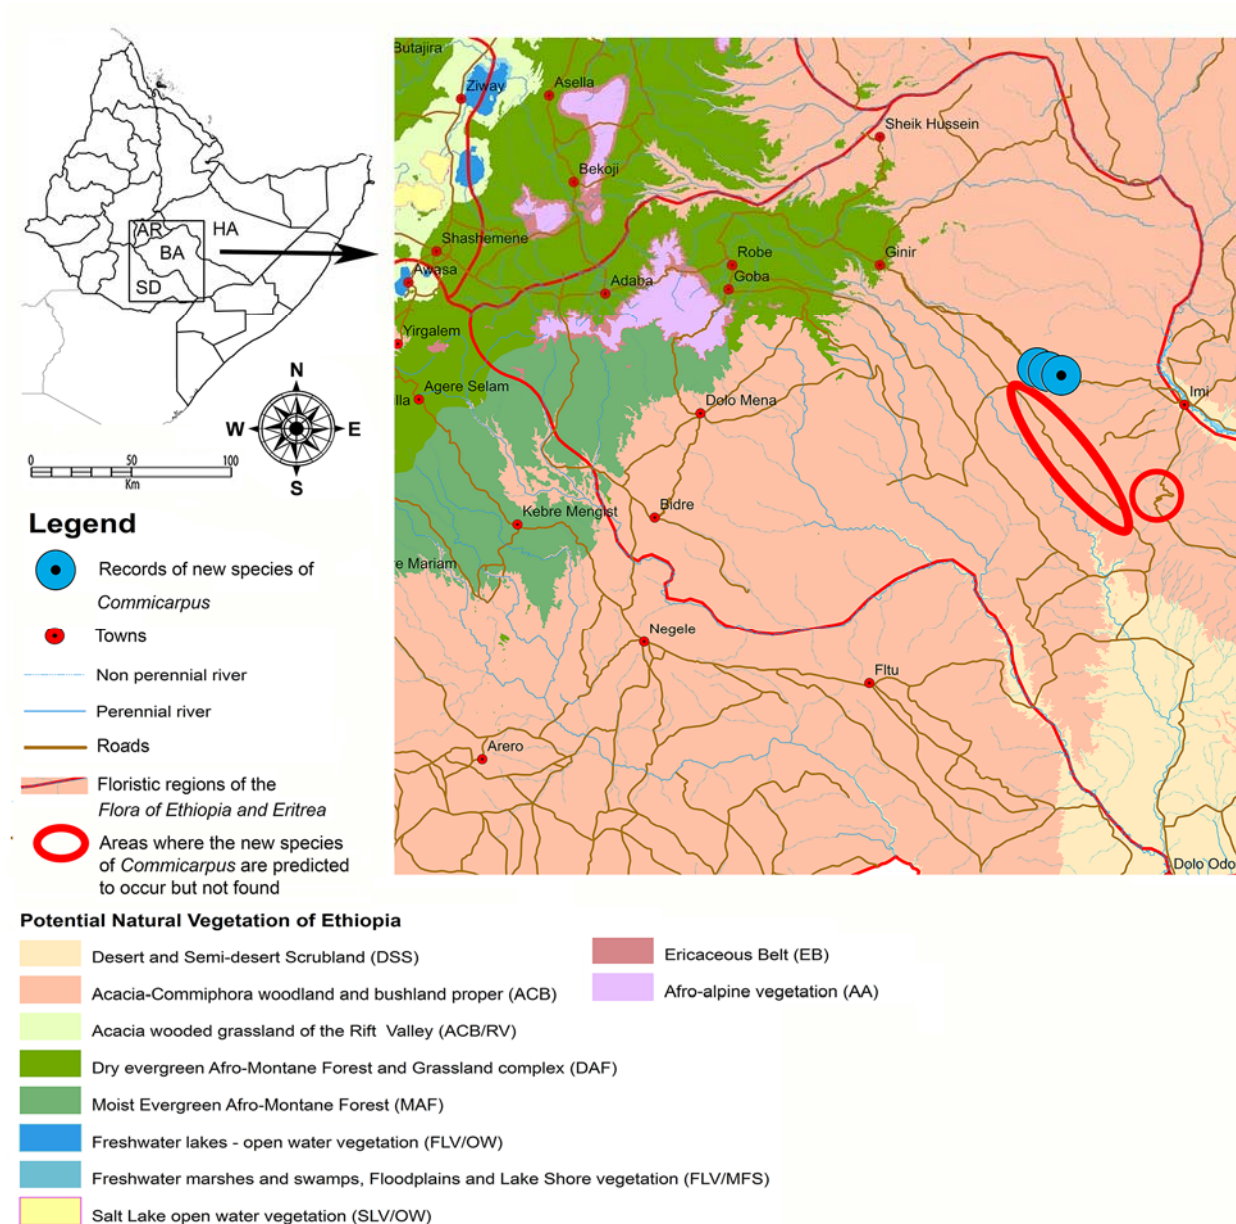 AR
HA
BA
SD
N
W
E
S
0
50
100
Km
Butajira
Ziway
Asella
Sheik Hussein
Bekoji
Shashemene
Robe
Ginir
Awasa
Adaba
Goba
Yirgalem
Agere Selam
lla
Dolo Mena
Imi
Kebre Mengist
Bidre
re Mariam
Negele
Fltu
Arero
Dolo Odo
Legend
Records of new species of
Commicarpus
Towns
Non perennial river
Perennial river
Roads
Floristic regions of the
Flora of Ethiopia and Eritrea
Areas where the new species
of Commicarpus are predicted
to occur but not found
Potential Natural Vegetation of Ethiopia
Desert and Semi-desert Scrubland (DSS)
Acacia-Commiphora woodland and bushland proper (ACB)
Acacia wooded grassland of the Rift Valley (ACB/RV)
Dry evergreen Afro-Montane Forest and Grassland complex (DAF)
Moist Evergreen Afro-Montane Forest (MAF)
Freshwater lakes - open water vegetation (FLV/OW)
Freshwater marshes and swamps, Floodplains and Lake Shore vegetation (FLV/MFS)
Salt Lake open water vegetation (SLV/OW)
Ericaceous Belt (EB)
Afro-alpine vegetation (AA)